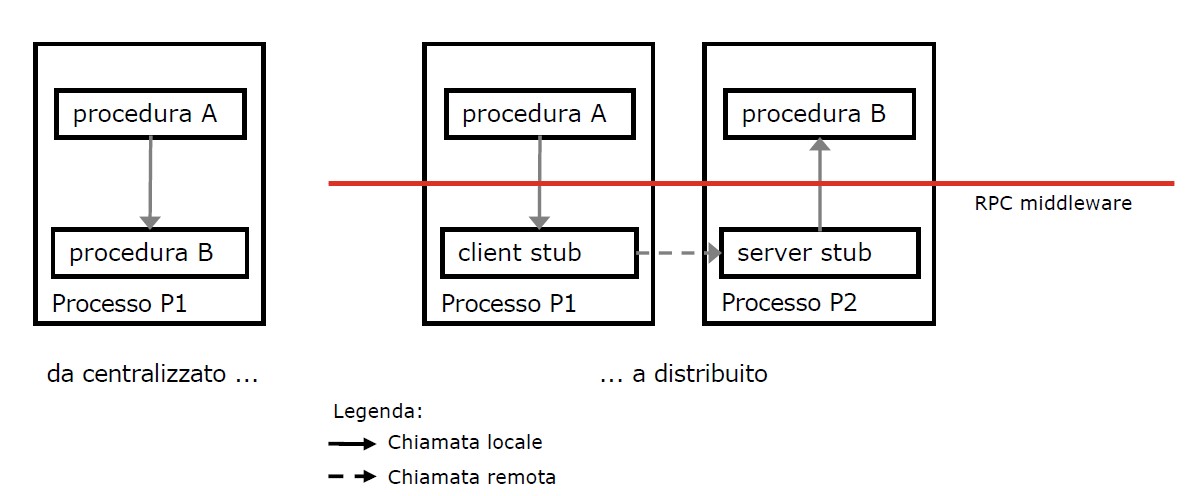 procedura A
procedura B
Processo P1
da centralizzato ...
procedura A
client stub
Processo P1
procedura B
server stub
Processo P2
RPC middleware
... a distribuito
Legenda:
Chiamata locale
Chiamata remota